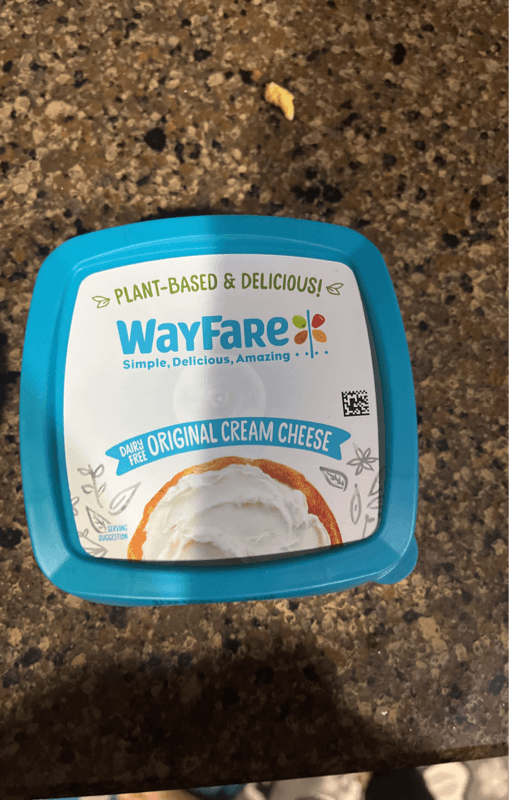 PLANT-BASED & DELICIOUS!
WayFare
Simple, Delicious, Amazing
DAIRY
FREE
ORIGINAL CREAM CHEESE
SERVING
SUGGESTION